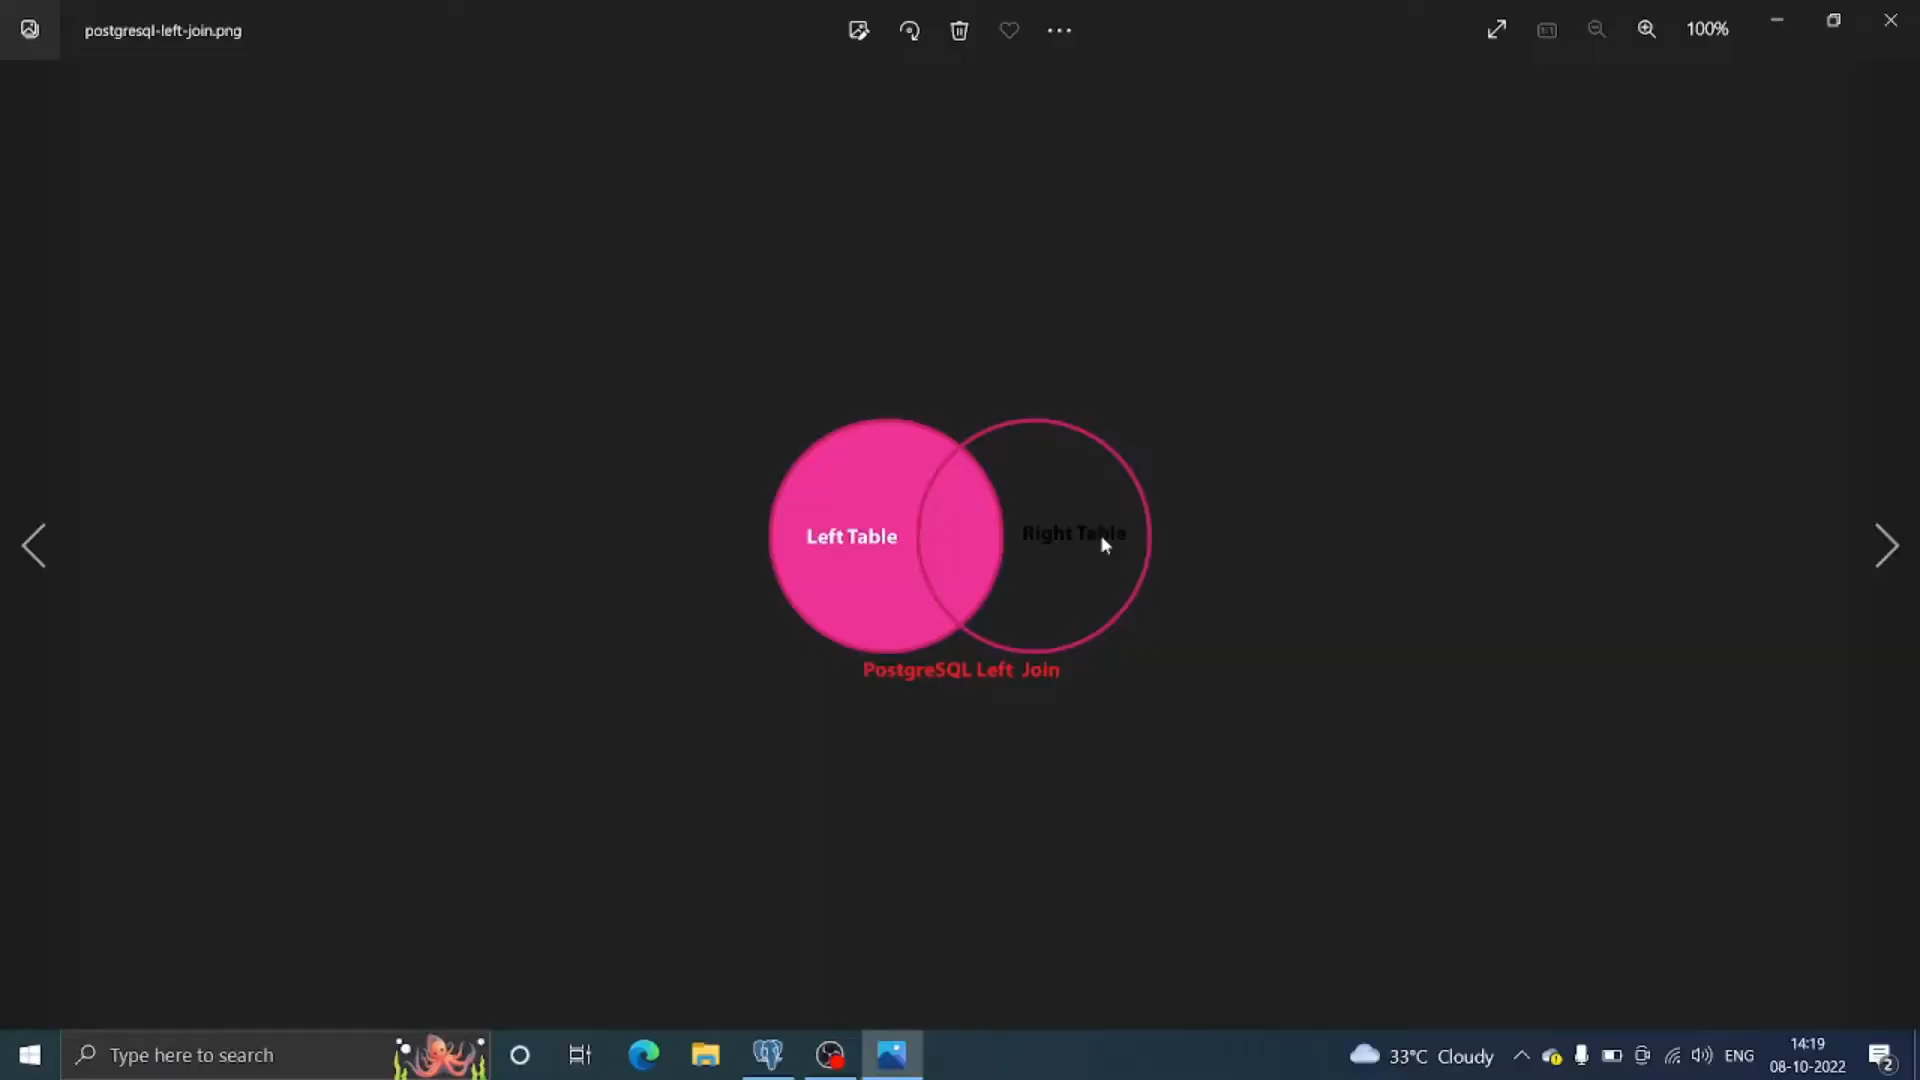 postgresql-left-join.png
100%
Left Table
Right Table
PostgreSQL Left Join
Type here to search
33°C Cloudy
ENG
14:19
08-10-2022
2